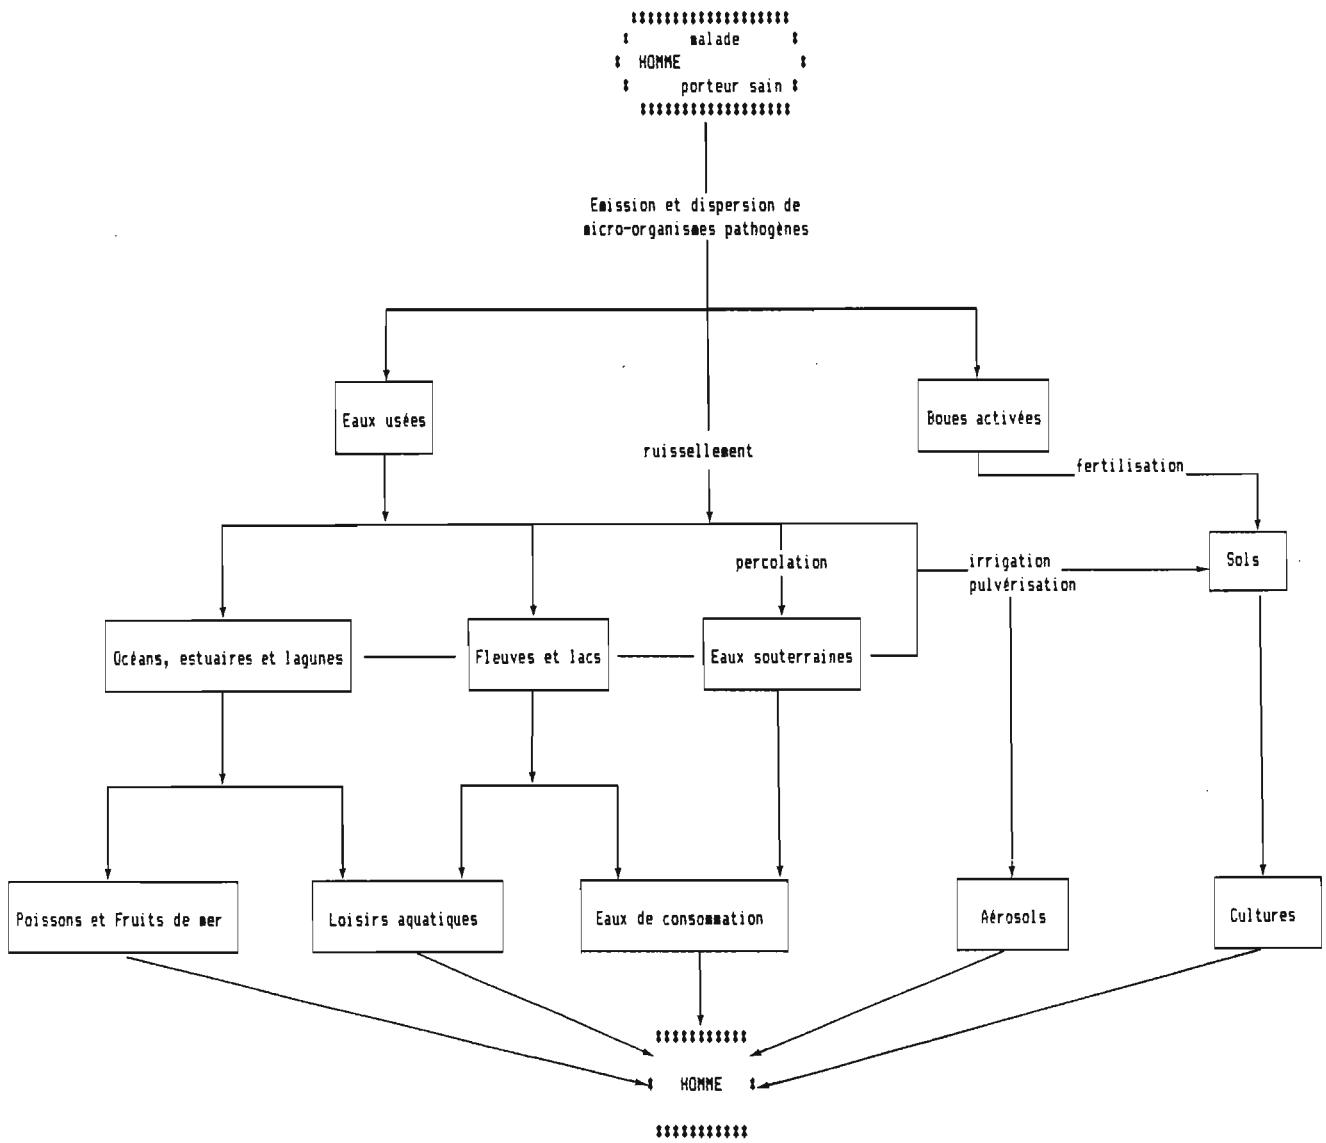 malade
HOMME
porteur sain
Emission et dispersion de
micro-organismes pathogènes
Eaux usées
Boues activées
ruissellement
fertilisation
percolation
irrigation
pulvérisation
Sols
Océans, estuaires et lagunes
Fleuves et lacs
Eaux souterraines
Poissons et Fruits de mer
Loisirs aquatiques
Eaux de consommation
Aérosols
Cultures
HOMME